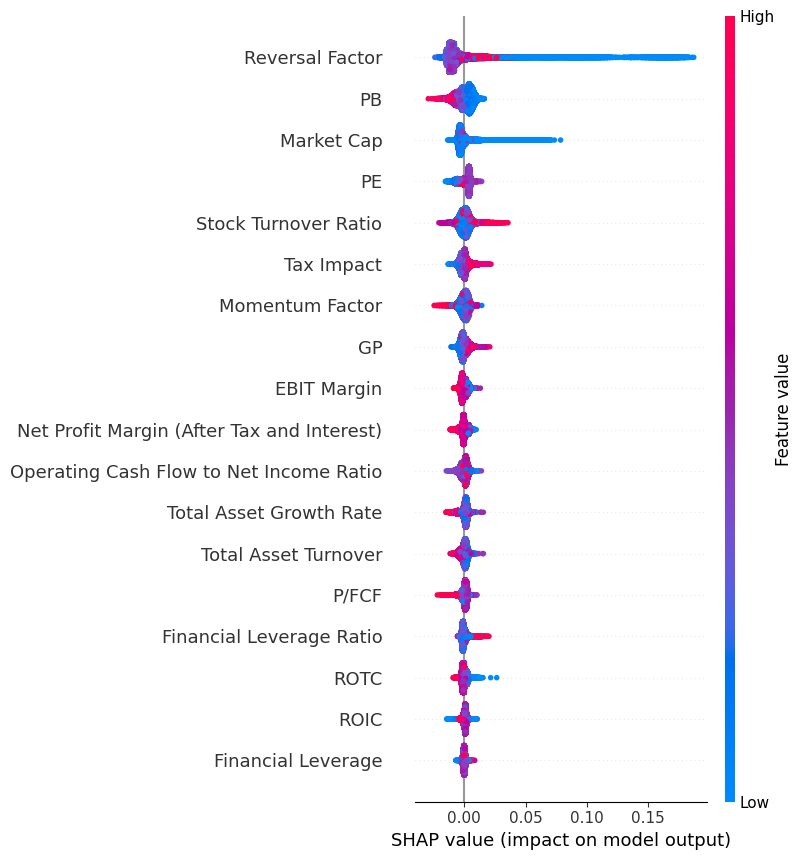 High
Reversal Factor
PB
Market Cap
PE
Stock Turnover Ratio
Tax Impact
Momentum Factor
GP
EBIT Margin
Net Profit Margin (After Tax and Interest)
Operating Cash Flow to Net Income Ratio
Total Asset Growth Rate
Total Asset Turnover
P/FCF
Financial Leverage Ratio
ROTC
ROIC
Financial Leverage
Feature value
Low
0.00 0.05 0.10 0.15
SHAP value (impact on model output)